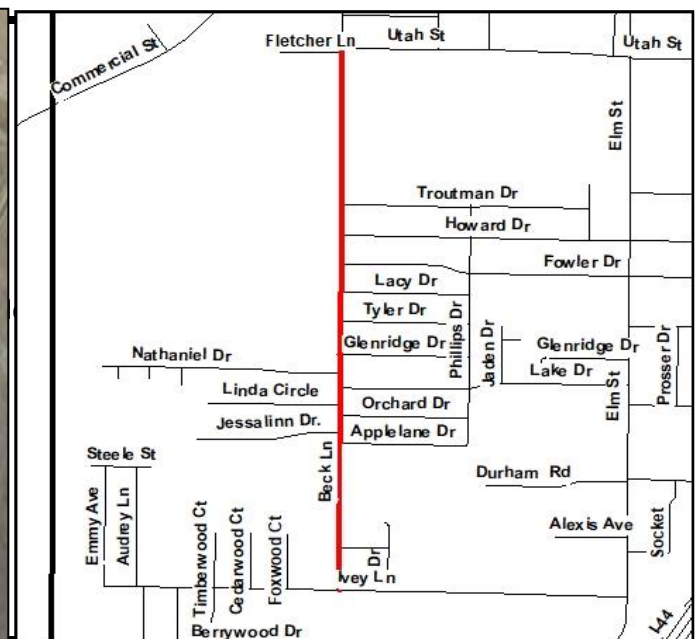 Fletcher Ln
Utah St
Utah St
Commercial St
Elm St
Troutman Dr
Howard Dr
Fowler Dr
Lacy Dr
Tyler Dr
Phillips Dr
Glenridge Dr
Jaden Dr
Glenridge Dr
Prosser Dr
Nathaniel Dr
Lake Dr
Linda Circle
Orchard Dr
Elm St
Jessalinn Dr.
Applelane Dr
Steele St
Beck Ln
Durham Rd
Emmy Ave
Audrey Ln
Timberwood Ct
Cedarwood Ct
Foxwood Ct
Alexis Ave
Socket
Dr
Ivey Ln
Berrywood Dr
I-44